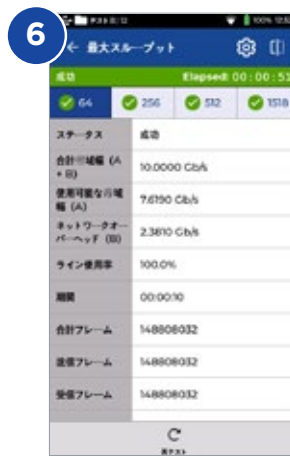 6
100%
← 最大スループット
成功 Elapsed: 00:00:51
64 256 512 1518
ステータス 成功
合計帯域幅 (A + B) 10.0000 Gb/s
使用可能な帯域幅 (A) 7.6190 Gb/s
ネットワークオーバーヘッド (B) 2.3810 Gb/s
ライン使用率 100.0%
期間 00:00:10
合計フレーム 148808032
送信フレーム 148808032
受信フレーム 148808032
再テスト